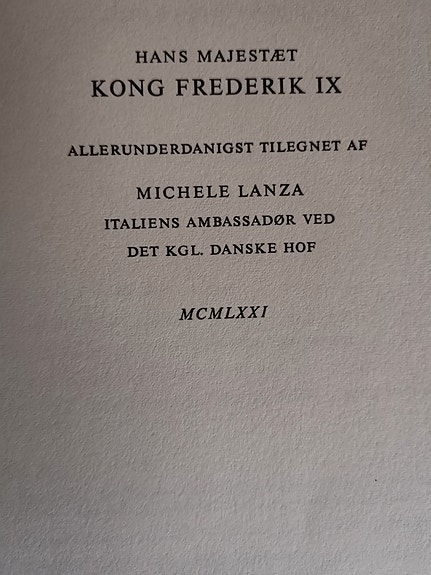 HANS MAJESTÆT
KONG FREDERIK IX
ALLERUNDERDANIGST TILEGNET AF
MICHELE LANZA
ITALIENS AMBASSADØR VED
DET KGL. DANSKE HOF
MCMLXXI